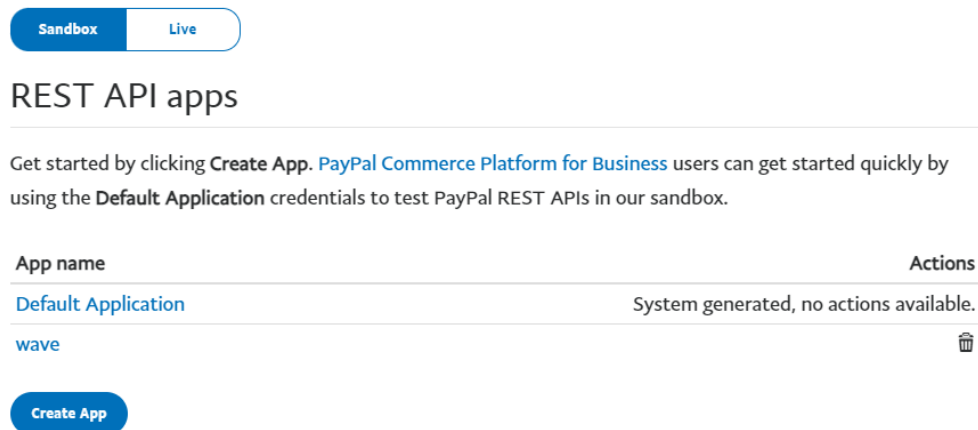 Sandbox Live
REST API apps
Get started by clicking Create App. PayPal Commerce Platform for Business users can get started quickly by
using the Default Application credentials to test PayPal REST APIs in our sandbox.
App name Actions
Default Application System generated, no actions available.
wave
Create App